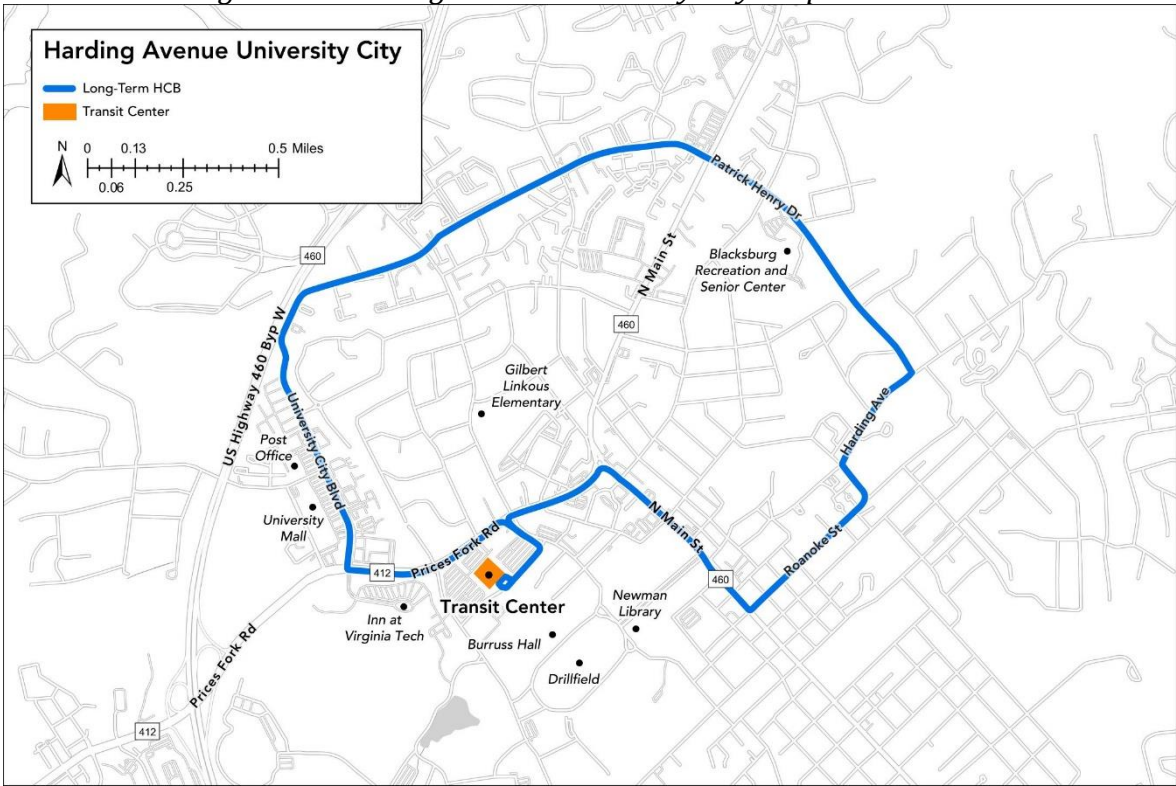 Harding Avenue University City
Long-Term HCB
Transit Center
N
0 0.13 0.5 Miles
0.06 0.25
Patrick Henry Dr
460
Blacksburg
Recreation and
Senior Center
N Main St
460
US Highway 460 Byp W
Gilbert
Linkous
Elementary
Harding Ave
University City Blvd
Post
Office
University
Mall
N Main St
Prices Fork Rd
Roanoke St
412
460
Transit Center
Inn at
Virginia Tech
Newman
Library
Burruss Hall
Drillfield
Prices Fork Rd
412